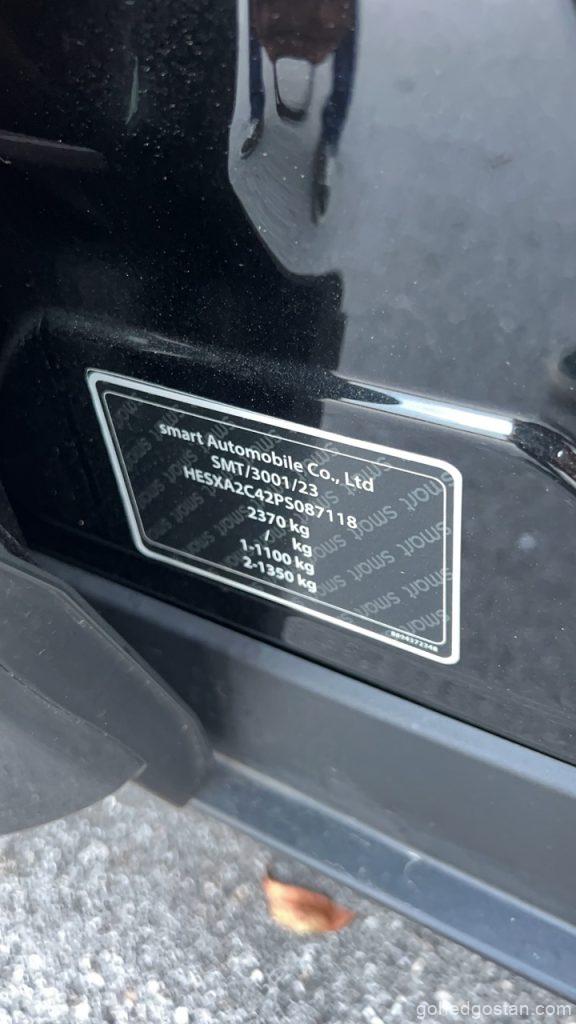 smart Automobile Co., Ltd
SMT/3001/23
HESXA2C42PS087118
2370 kg
/ kg
1-1100 kg
2-1350 kg
8894372348
gohedgostan.com